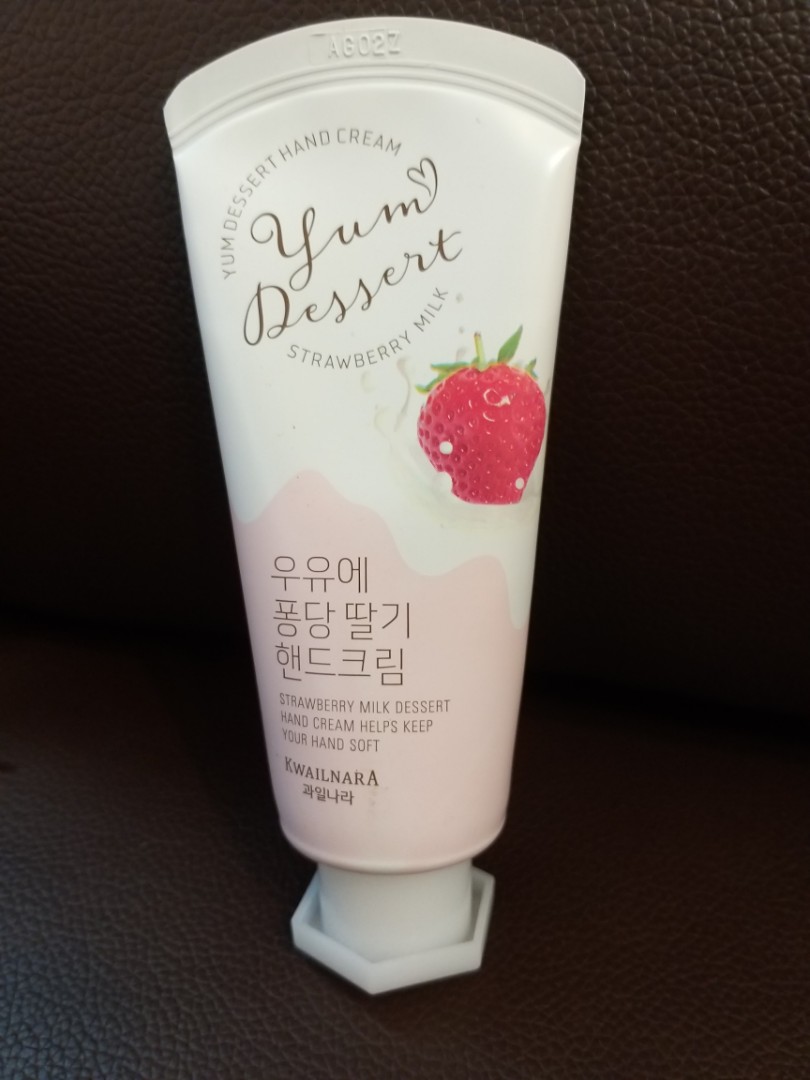 AG02Z
YUM DESSERT HAND CREAM
Yum
Dessert
STRAWBERRY MILK
우유에
퐁당 딸기
핸드크림
STRAWBERRY MILK DESSERT
HAND CREAM HELPS KEEP
YOUR HAND SOFT
KWAILNARA
과일나라